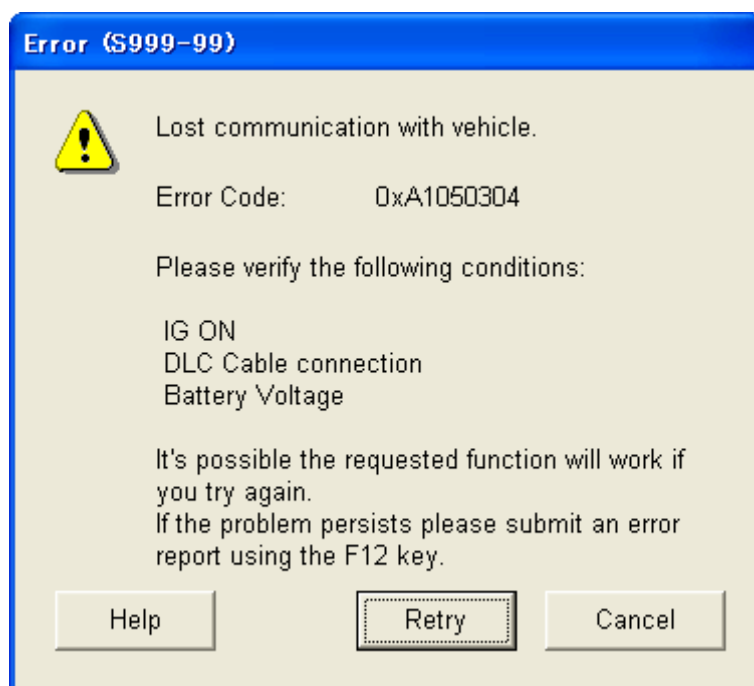 Error (S999-99)
Lost communication with vehicle.
Error Code: 0xA1050304
Please verify the following conditions:
IG ON
DLC Cable connection
Battery Voltage
It's possible the requested function will work if
you try again.
If the problem persists please submit an error
report using the F12 key.
Help Retry Cancel